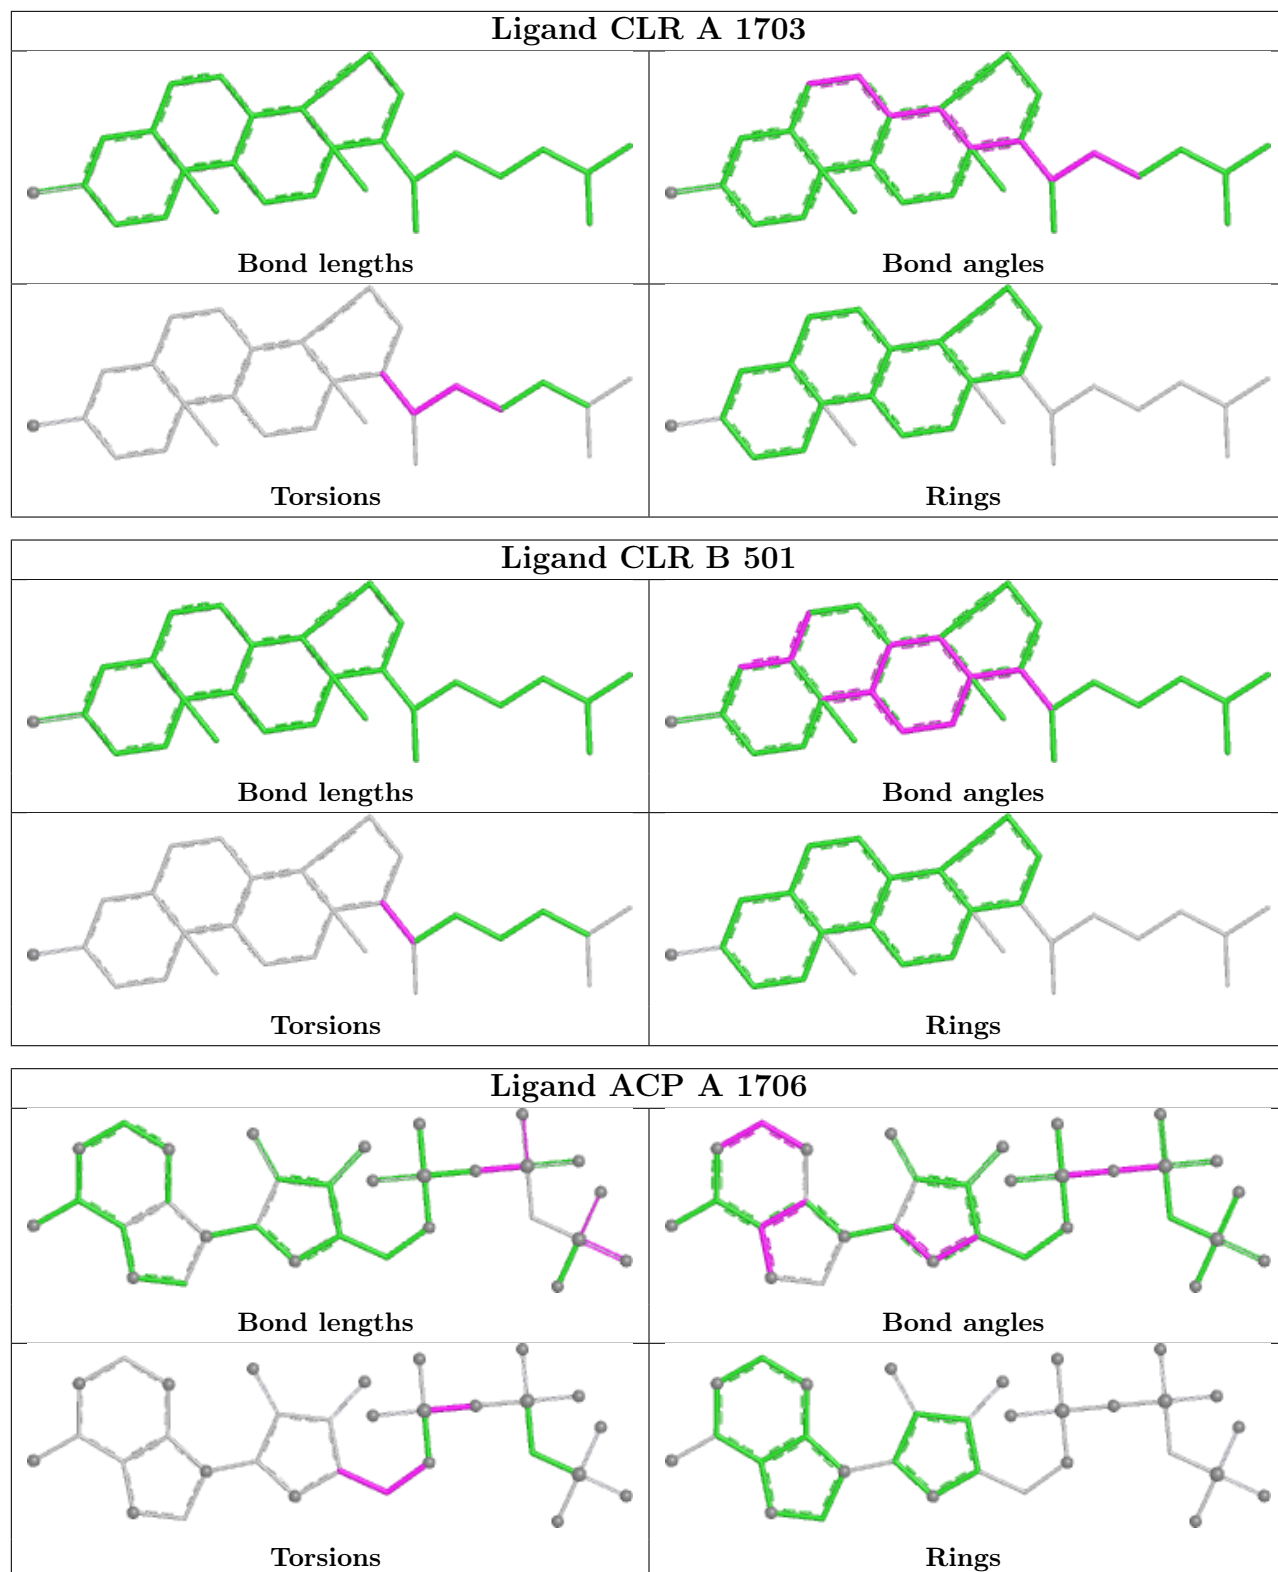 Ligand CLR A 1703
Bond lengths
Bond angles
Torsions
Rings
Ligand CLR B 501
Bond lengths
Bond angles
Torsions
Rings
Ligand ACP A 1706
Bond lengths
Bond angles
Torsions
Rings